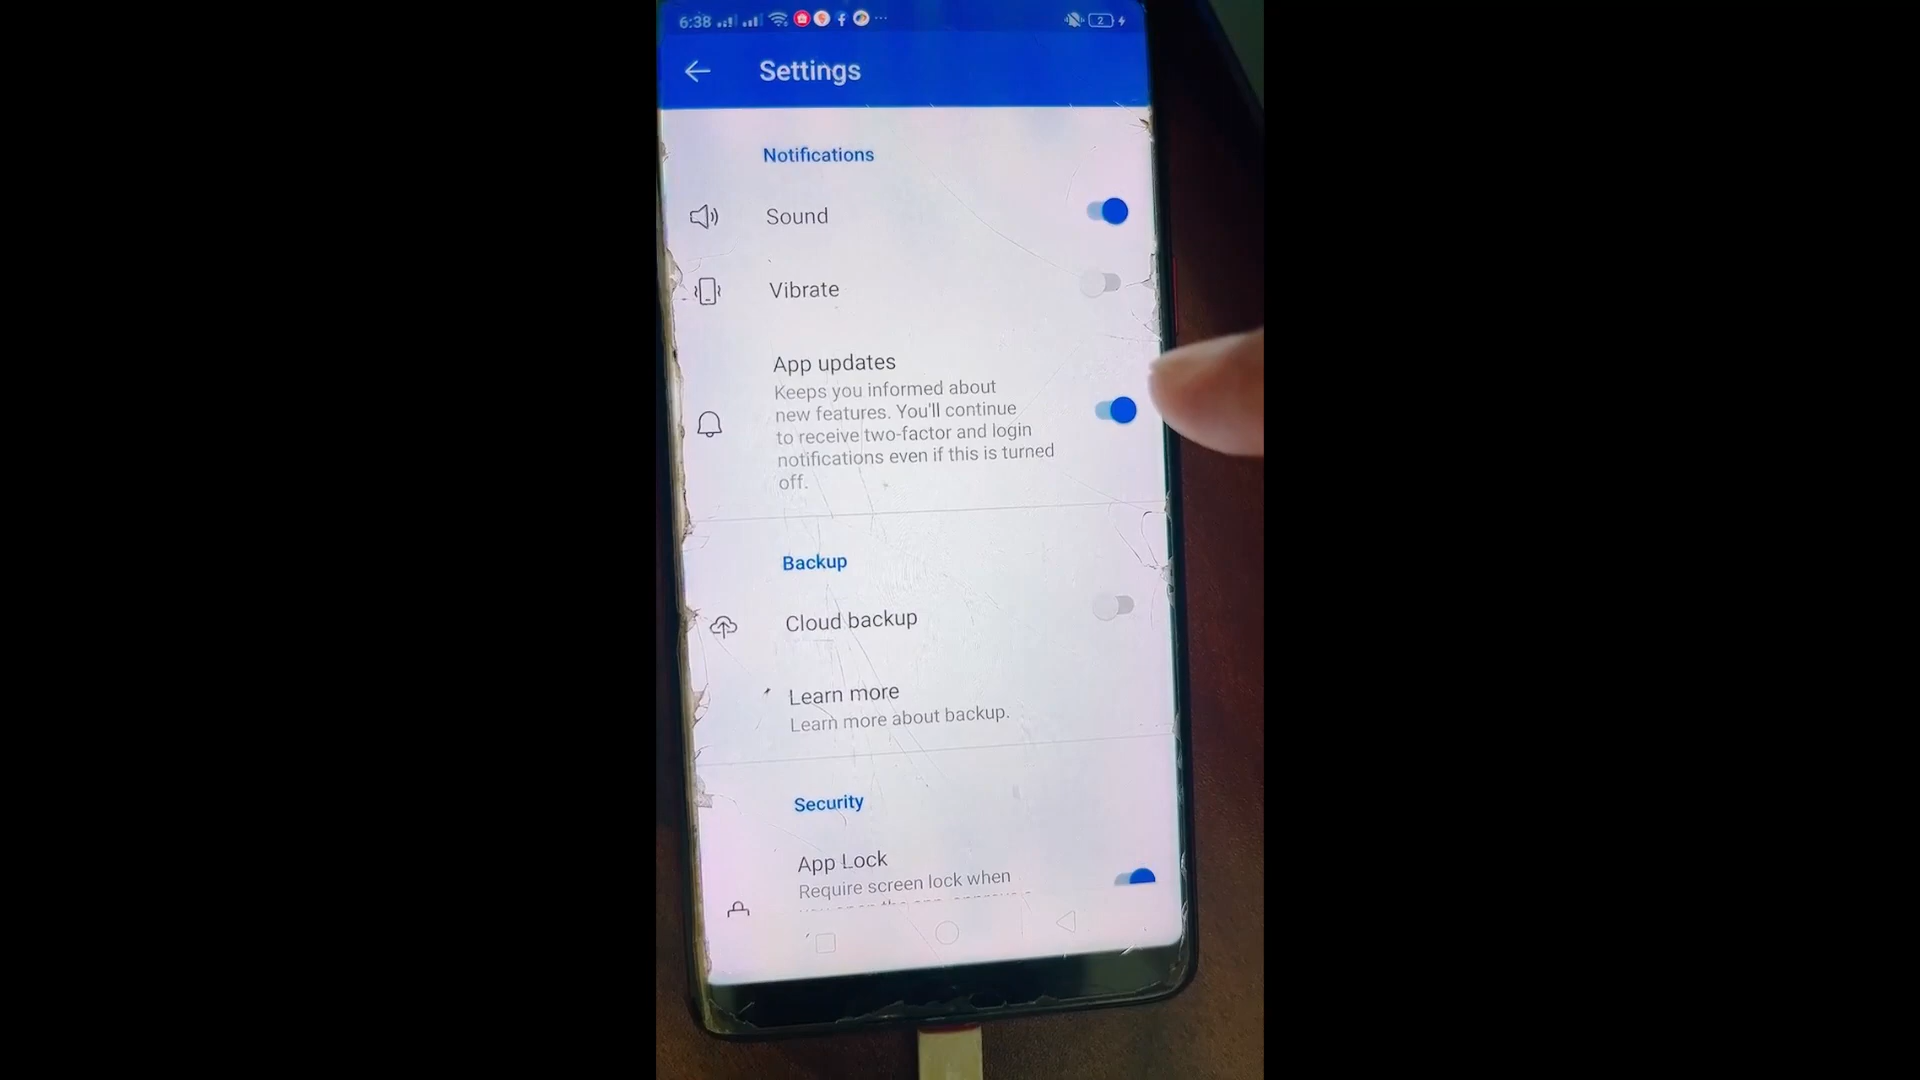 6:38
2
Settings
Notifications
Sound
Vibrate
App updates
Keeps you informed about
new features. You'll continue
to receive two-factor and login
notifications even if this is turned
off.
Backup
Cloud backup
Learn more
Learn more about backup.
Security
App Lock
Require screen lock when